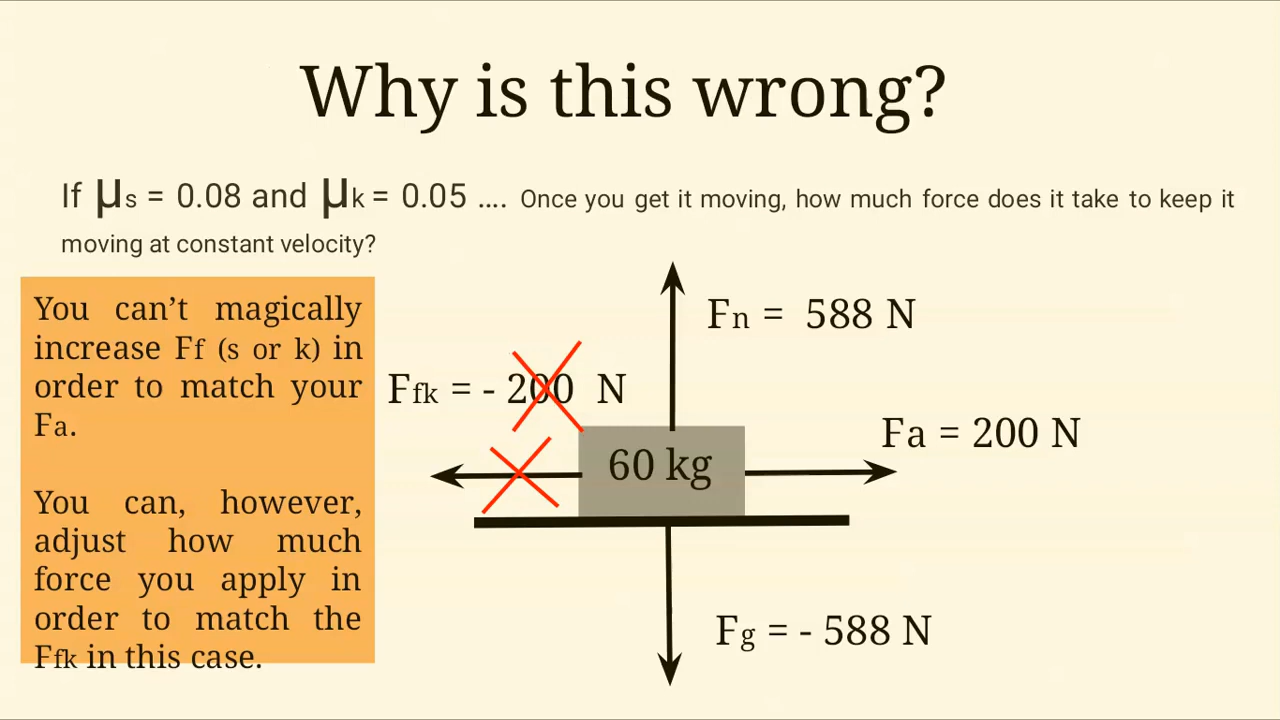 Why is this wrong?
If μs = 0.08 and μk = 0.05 .... Once you get it moving, how much force does it take to keep it
moving at constant velocity?
You can’t magically
increase Ff (s or k) in
order to match your
Fa.
You can, however,
adjust how much
force you apply in
order to match the
Ffk in this case.
Fn = 588 N
Ffk = - 200 N
Fa = 200 N
60 kg
Fg = - 588 N